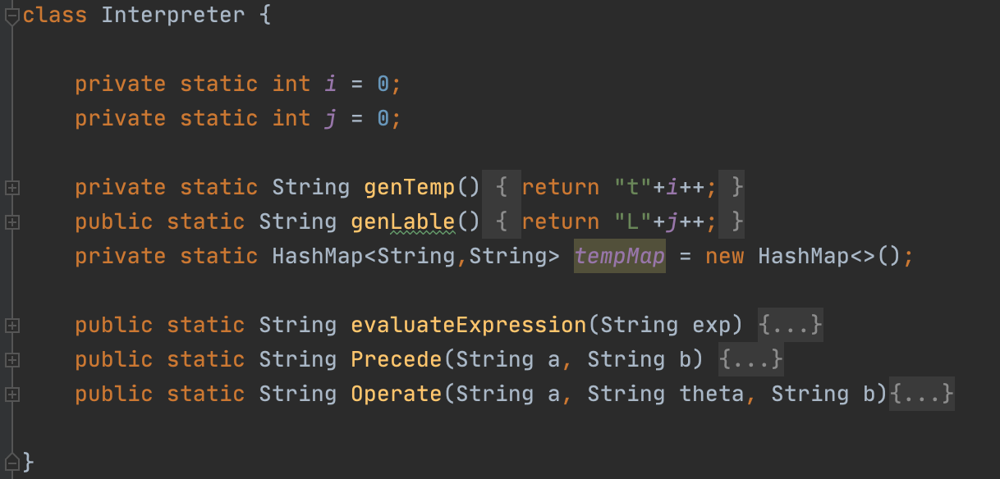 class Interpreter {
private static int i = 0;
private static int j = 0;
private static String genTemp() { return "t"+i++; }
public static String genLable() { return "L"+j++; }
private static HashMap<String,String> tempMap = new HashMap<>();
public static String evaluateExpression(String exp) {...}
public static String Precede(String a, String b) {...}
public static String Operate(String a, String theta, String b){...}
}